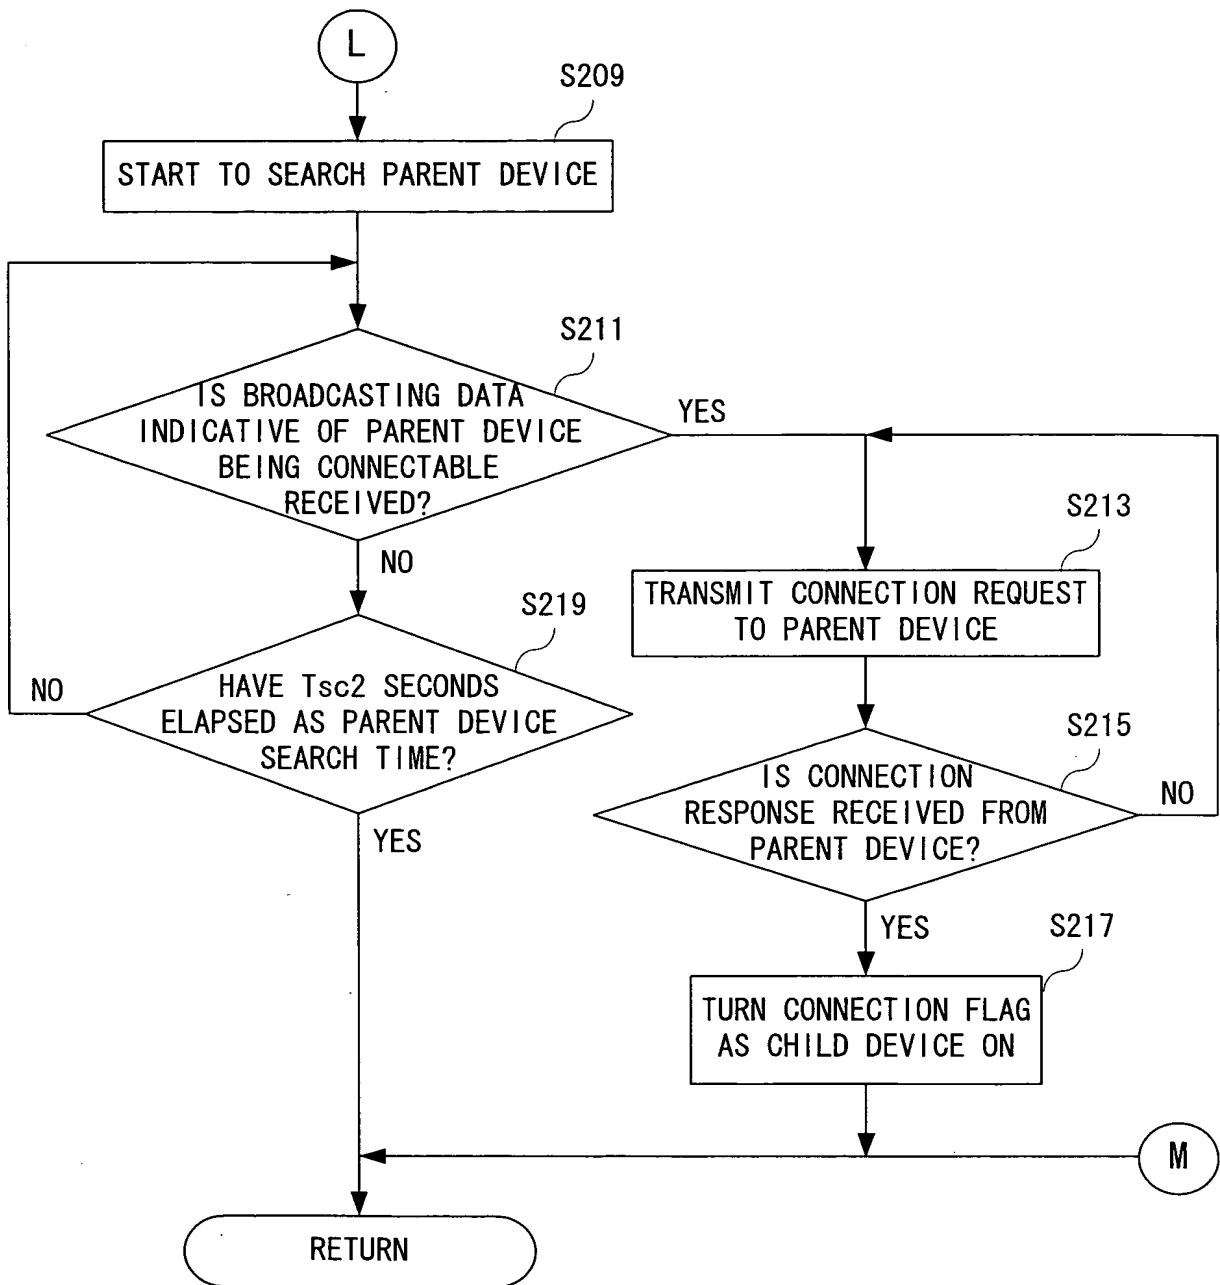 L
S209
START TO SEARCH PARENT DEVICE
S211
IS BROADCASTING DATA
INDICATIVE OF PARENT DEVICE
BEING CONNECTABLE
RECEIVED?
YES
NO
S213
TRANSMIT CONNECTION REQUEST
TO PARENT DEVICE
S219
HAVE Tsc2 SECONDS
ELAPSED AS PARENT DEVICE
SEARCH TIME?
NO
YES
S215
IS CONNECTION
RESPONSE RECEIVED FROM
PARENT DEVICE?
NO
YES
S217
TURN CONNECTION FLAG
AS CHILD DEVICE ON
M
RETURN